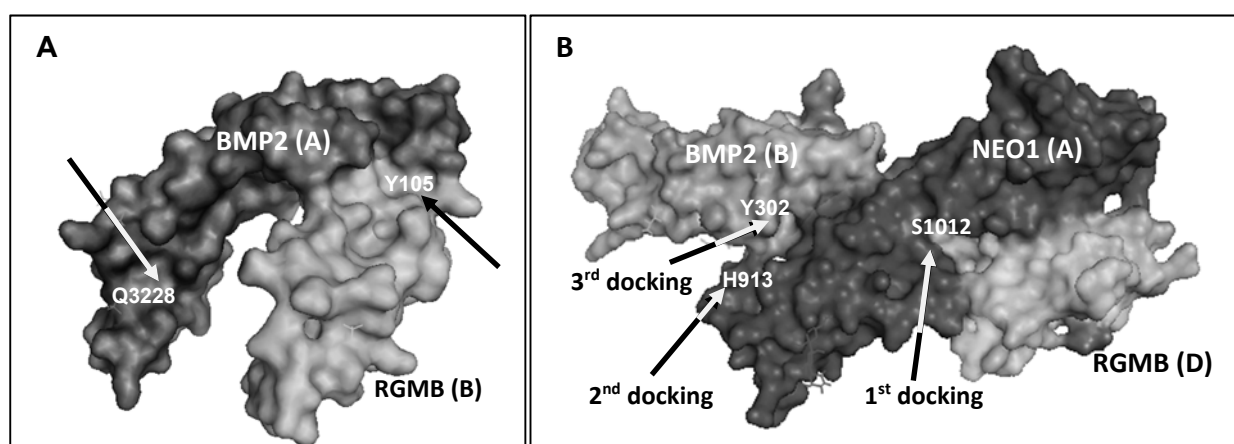 A
BMP2 (A)
Y105
Q3228
RGMB (B)
B
BMP2 (B)
NEO1 (A)
Y302
S1012
3rd docking
H913
2nd docking
1st docking
RGMB (D)